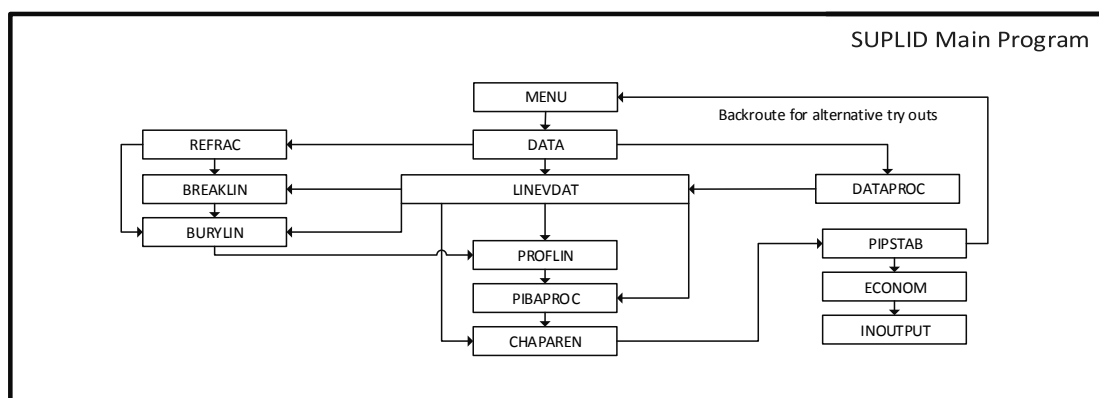 SUPLID Main Program
MENU
Backroute for alternative try outs
REFRAC
DATA
BREAKLIN
LINEVDAT
DATAPROC
BURYLIN
PIPSTAB
PROFLIN
ECONOM
PIBAPROC
INOUTPUT
CHAPAREN